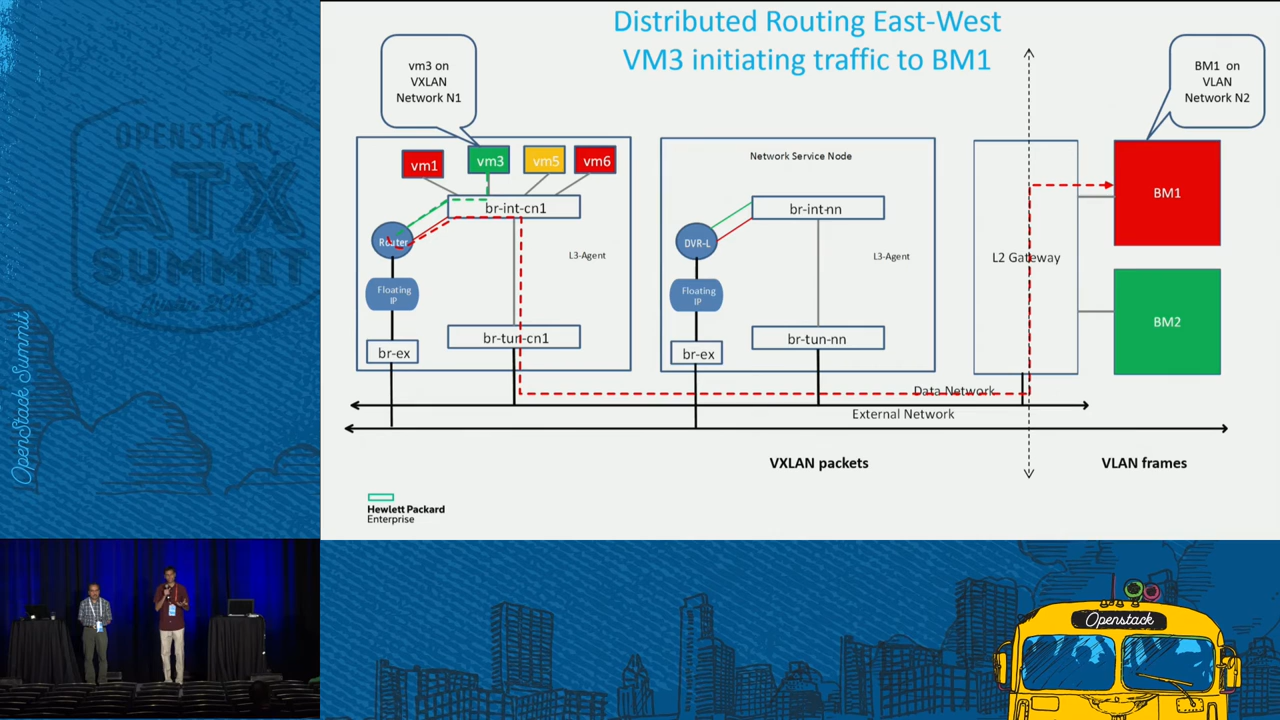 Distributed Routing East-West
VM3 initiating traffic to BM1
vm3 on
VXLAN
Network N1
BM1 on
VLAN
Network N2
vm1
vm3
vm5
vm6
Network Service Node
br-int-cn1
br-int-nn
BM1
Router
L3-Agent
DVR-L
L3-Agent
L2 Gateway
Floating
IP
Floating
IP
BM2
br-tun-cn1
br-tun-nn
br-ex
br-ex
Data Network
External Network
VXLAN packets
VLAN frames
Hewlett Packard
Enterprise
OPENSTACK
ATX
SUMMIT
OpenStack Summit
Openstack